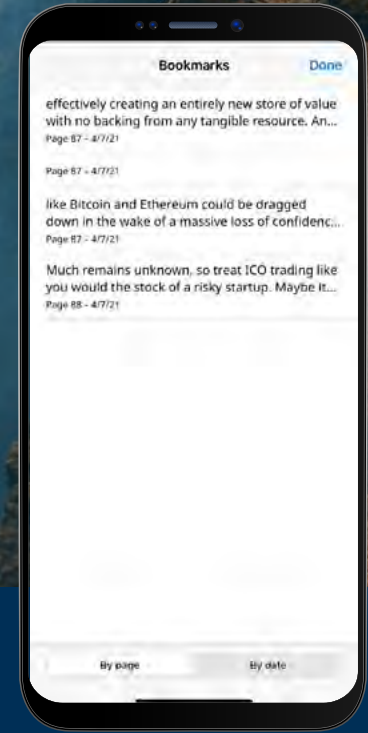 Bookmarks
Done
effectively creating an entirely new store of value
with no backing from any tangible resource. An...
Page 87 - 4/7/21
Page 87 - 4/7/21
like Bitcoin and Ethereum could be dragged
down in the wake of a massive loss of confidenc...
Page 87 - 4/7/21
Much remains unknown, so treat ICO trading like
you would the stock of a risky startup. Maybe it...
Page 88 - 4/7/21
By page
By date